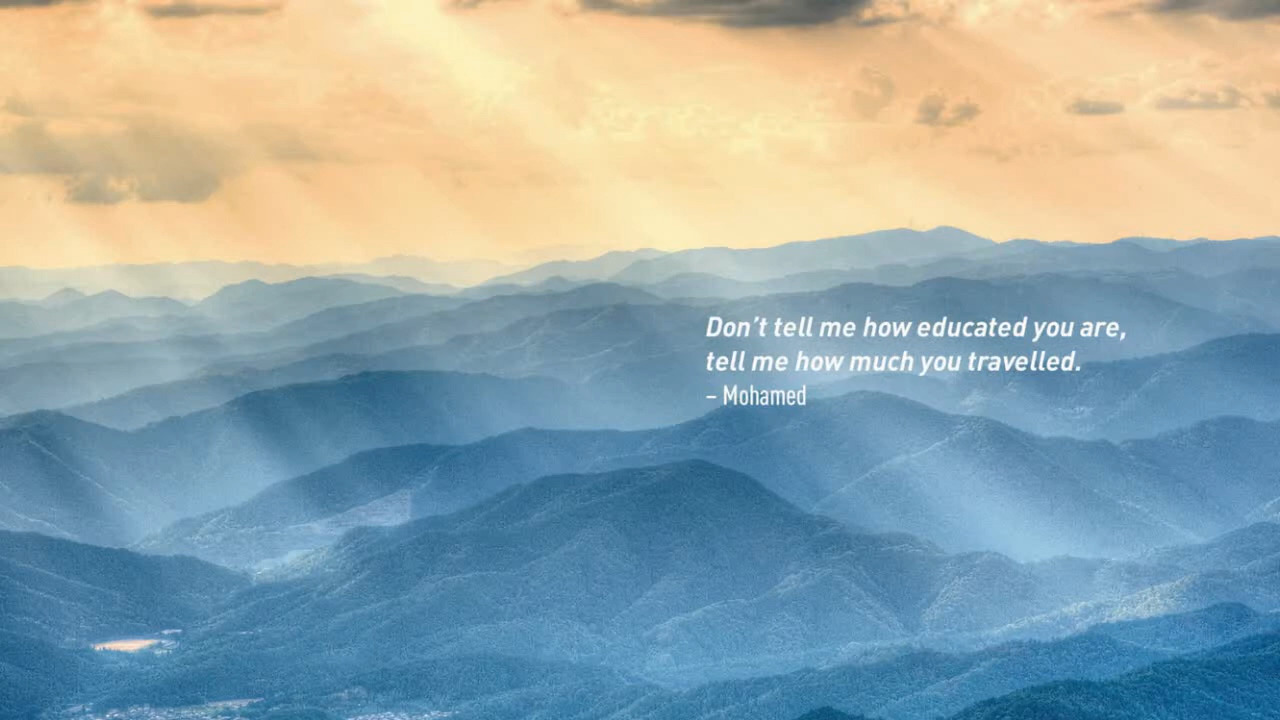 Don’t tell me how educated you are,
tell me how much you travelled.
– Mohamed